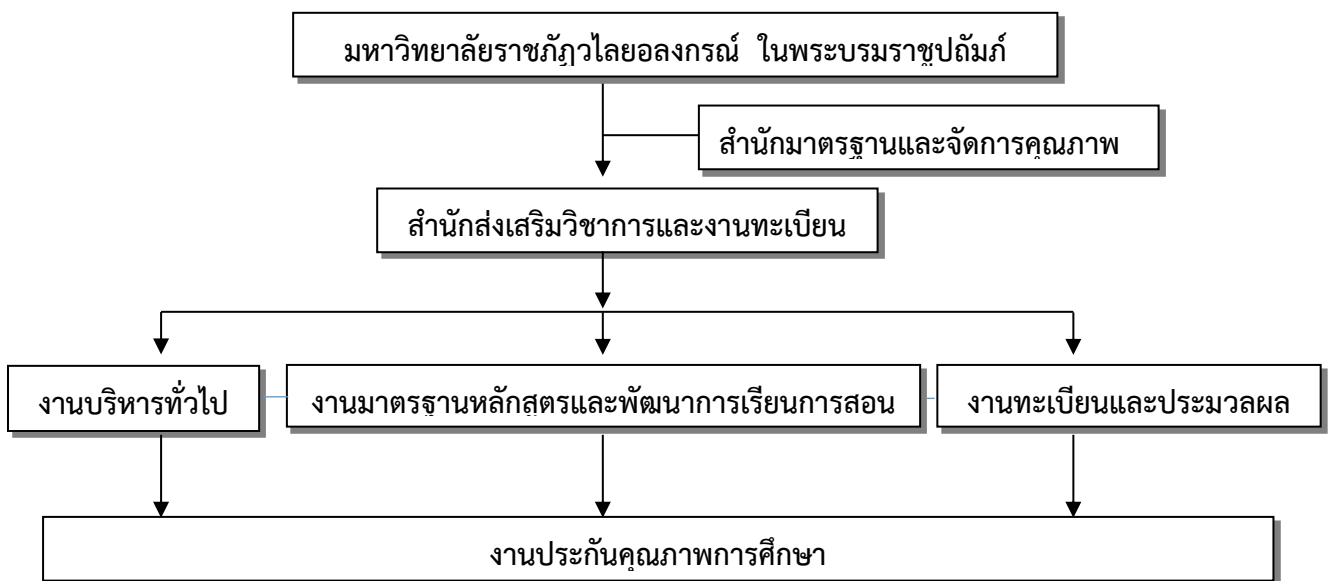 มหาวิทยาลัยราชภัฏวไลยอลงกรณ์ ในพระบรมราชูปถัมภ์
สำนักมาตรฐานและจัดการคุณภาพ
สำนักส่งเสริมวิชาการและงานทะเบียน
งานบริหารทั่วไป
งานมาตรฐานหลักสูตรและพัฒนาการเรียนการสอน
งานทะเบียนและประมวลผล
งานประกันคุณภาพการศึกษา